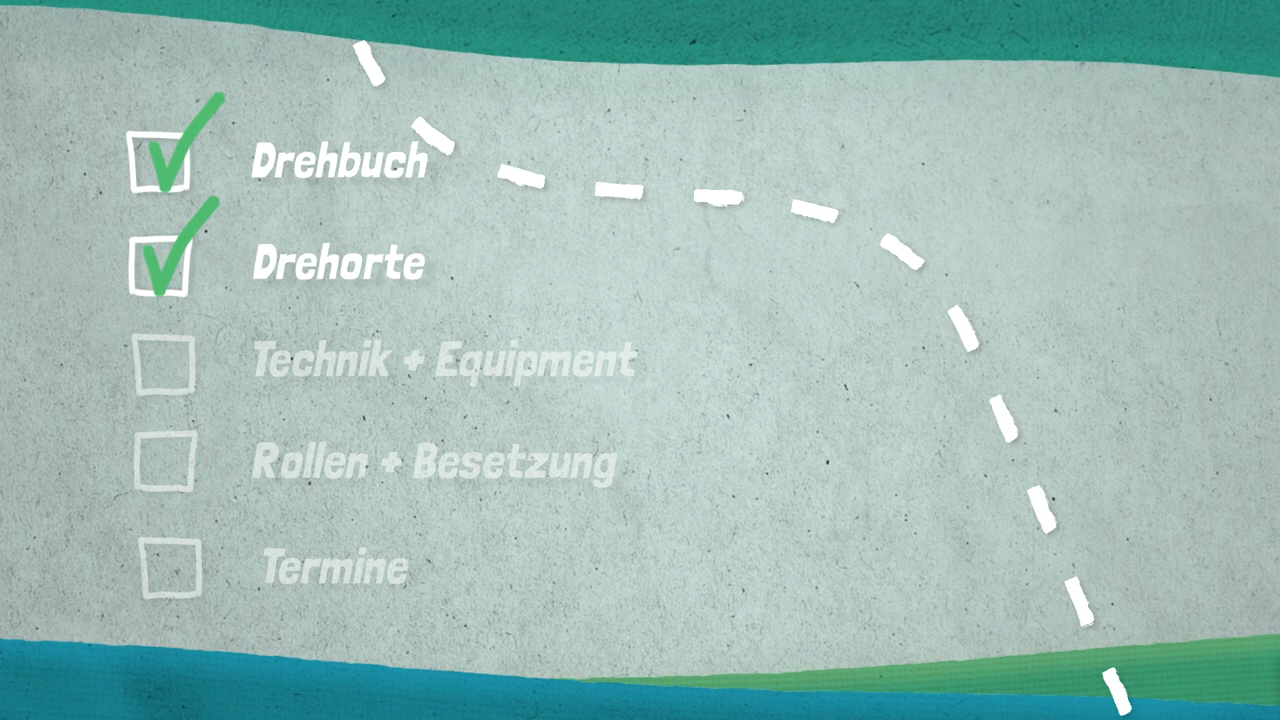 Drehbuch
Drehorte
Technik + Equipment
Rollen + Besetzung
Termine